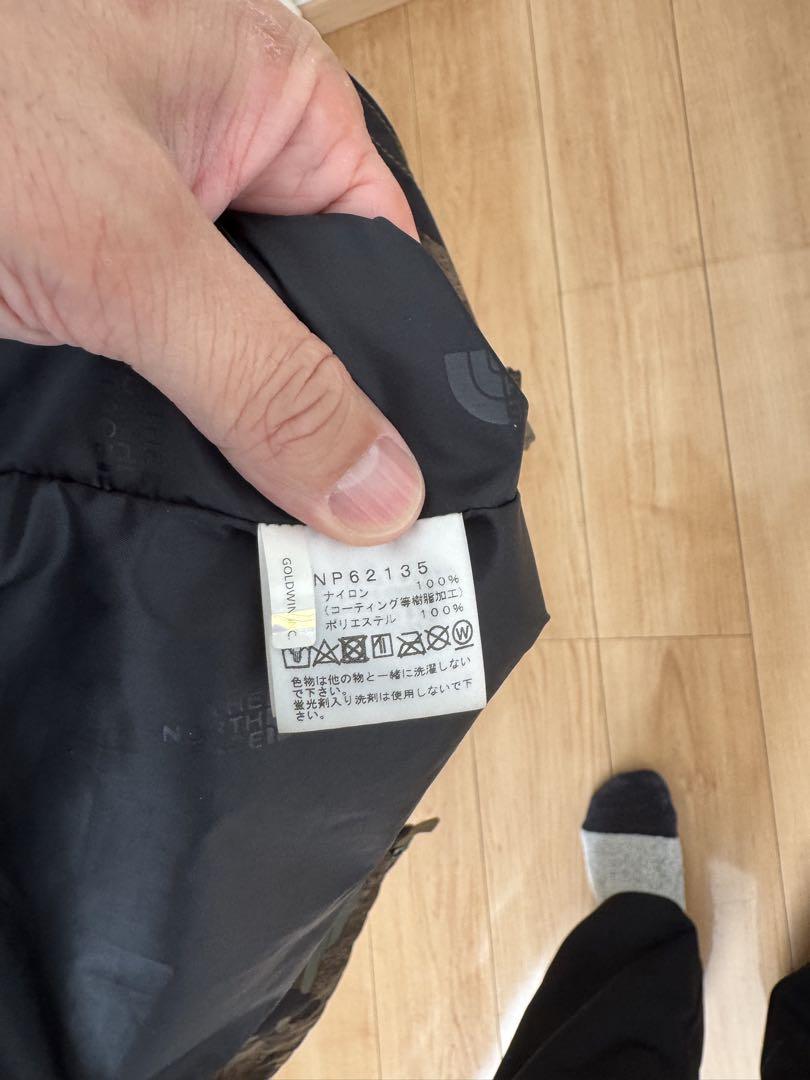 GOLDWIN
NP62135
ナイロン 100%
(コーティング等樹脂加工)
ポリエステル 100%
W
色物は他の物と一緒に洗濯しない
で下さい。
蛍光剤入り洗剤は使用しないで下
さい。
THE
NORTH